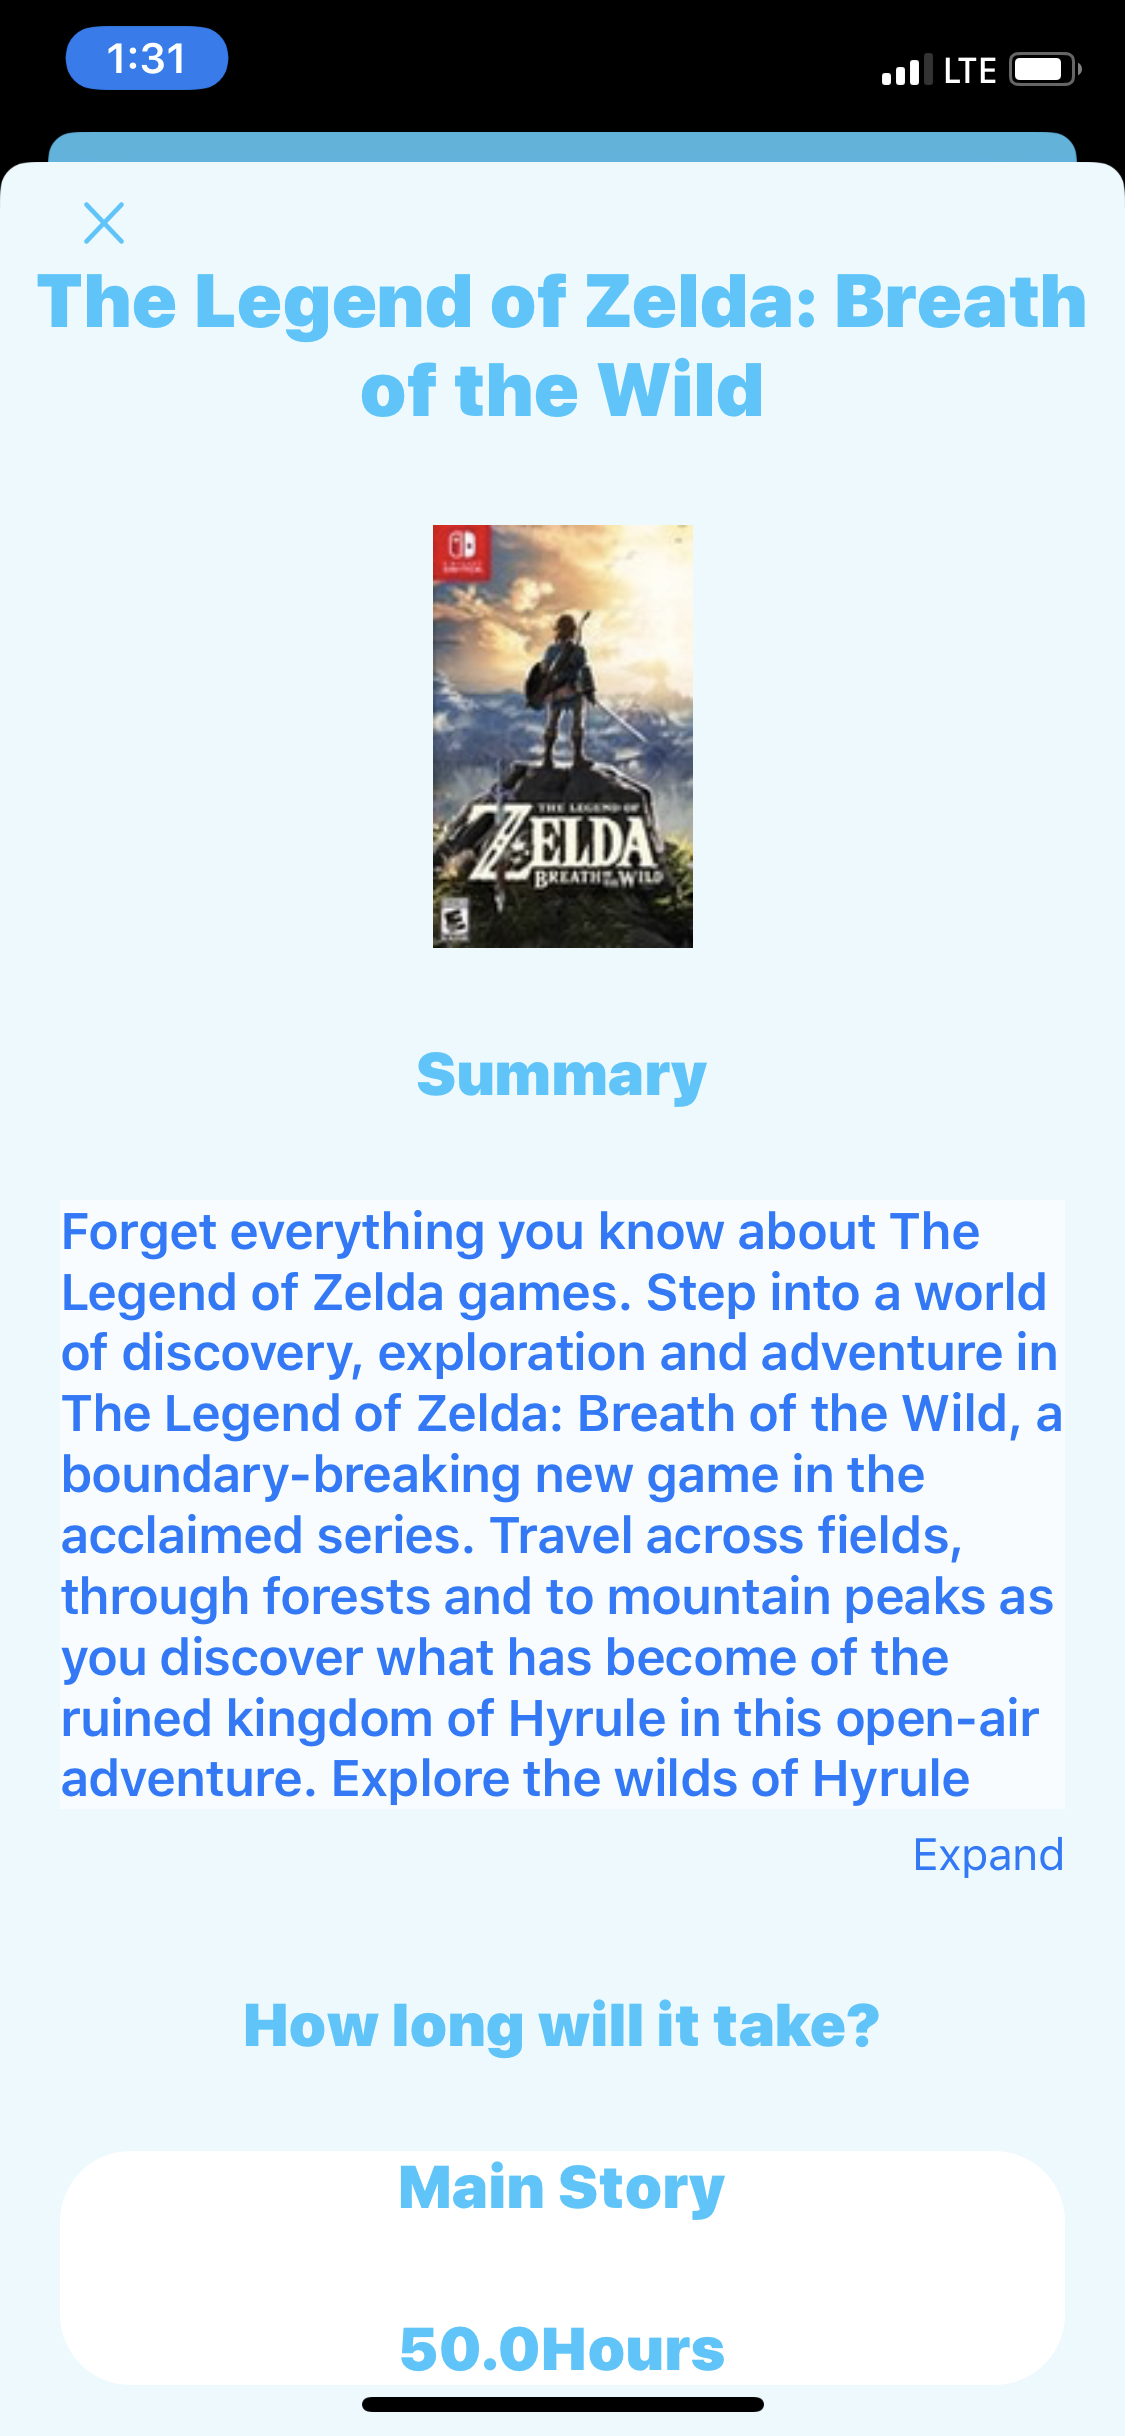 1:31
LTE
The Legend of Zelda: Breath
of the Wild
THE LEGEND OF
ZELDA
BREATH OF THE WILD
E
Summary
Forget everything you know about The
Legend of Zelda games. Step into a world
of discovery, exploration and adventure in
The Legend of Zelda: Breath of the Wild, a
boundary-breaking new game in the
acclaimed series. Travel across fields,
through forests and to mountain peaks as
you discover what has become of the
ruined kingdom of Hyrule in this open-air
adventure. Explore the wilds of Hyrule
Expand
How long will it take?
Main Story
50.0Hours